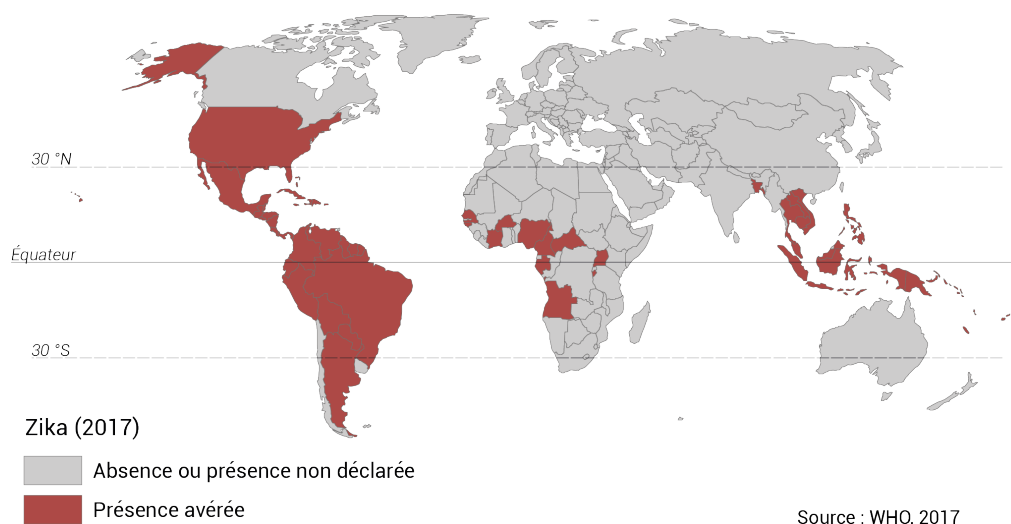 30 °N
Équateur
30 °S
Zika (2017)
Absence ou présence non déclarée
Présence avérée
Source : WHO, 2017